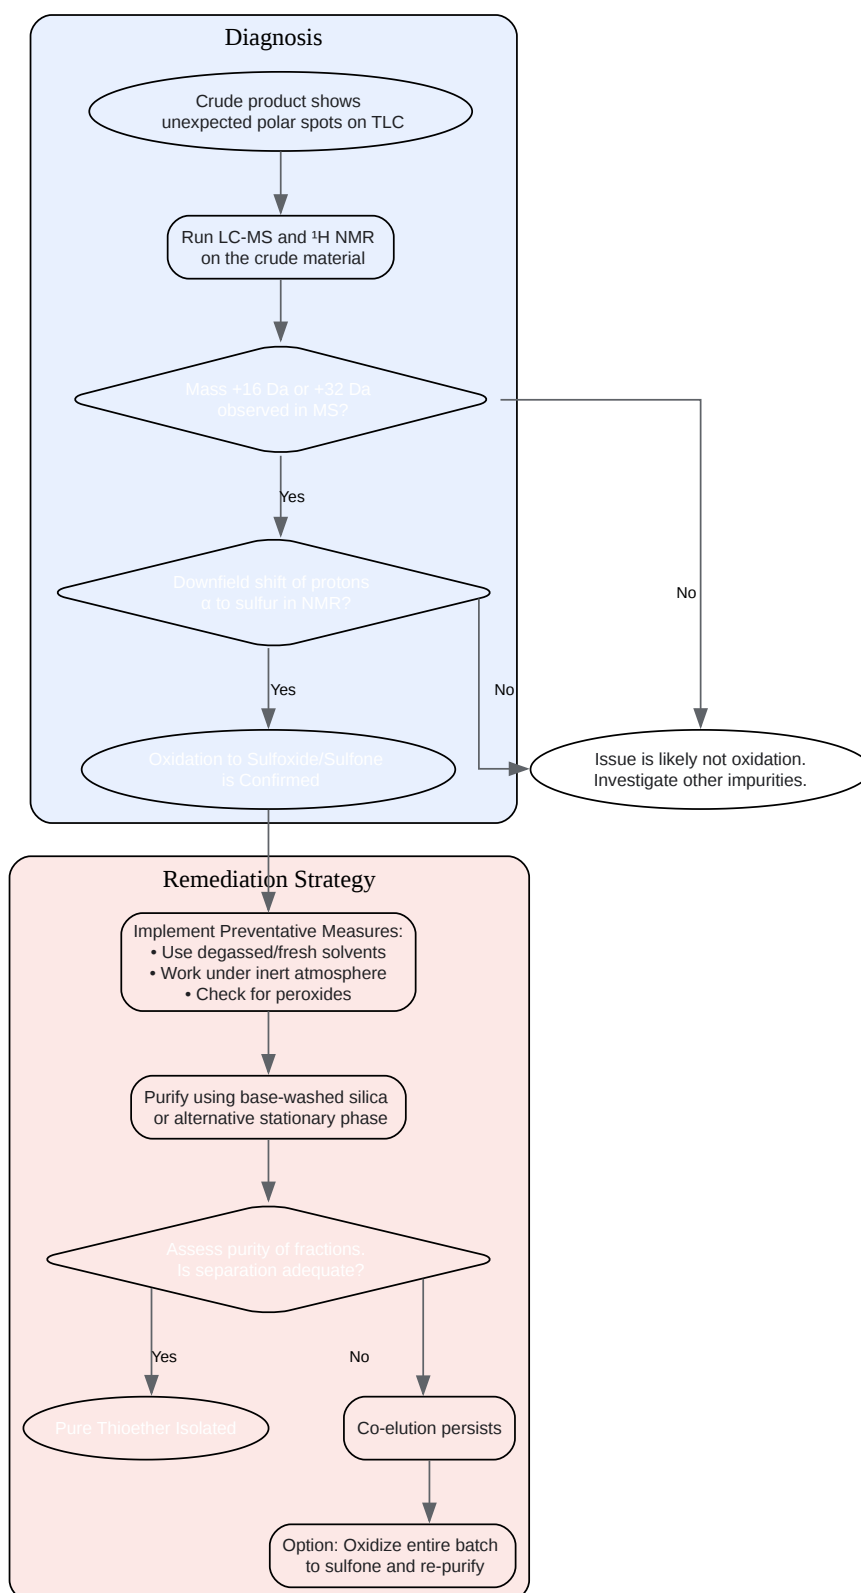 Diagnosis
Crude product shows
unexpected polar spots on TLC
Run LC-MS and ¹H NMR
on the crude material
Mass +16 Da or +32 Da
observed in MS?
Yes
No
Downfield shift of protons
α to sulfur in NMR?
Yes
No
Oxidation to Sulfoxide/Sulfone
is Confirmed
Issue is likely not oxidation.
Investigate other impurities.
Remediation Strategy
Implement Preventative Measures:
• Use degassed/fresh solvents
• Work under inert atmosphere
• Check for peroxides
Purify using base-washed silica
or alternative stationary phase
Assess purity of fractions.
Is separation adequate?
Yes
No
Pure Thioether Isolated
Co-elution persists
Option: Oxidize entire batch
to sulfone and re-purify